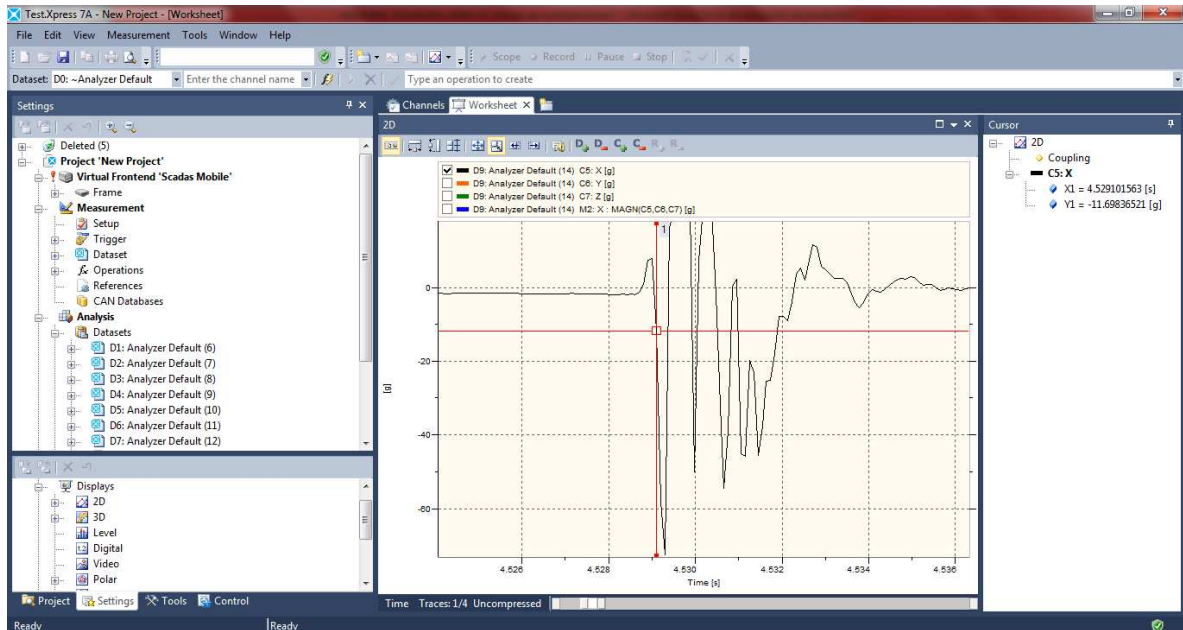 Test.Xpress 7A - New Project - [Worksheet]
File Edit View Measurement Tools Window Help
Scope Record Pause Stop
Dataset: D0: ~Analyzer Default Enter the channel name Type an operation to create
Settings
Deleted (5)
Project 'New Project'
Virtual Frontend 'Scadas Mobile'
Frame
Measurement
Setup
Trigger
Dataset
Operations
References
CAN Databases
Analysis
Datasets
D1: Analyzer Default (6)
D2: Analyzer Default (7)
D3: Analyzer Default (8)
D4: Analyzer Default (9)
D5: Analyzer Default (10)
D6: Analyzer Default (11)
D7: Analyzer Default (12)
Displays
2D
3D
Level
Digital
Video
Polar
Project Settings Tools Control
Channels Worksheet
2D
D9: Analyzer Default (14) C5: X [g]
D9: Analyzer Default (14) C6: Y [g]
D9: Analyzer Default (14) C7: Z [g]
D9: Analyzer Default (14) M2: X : MAGN(C5,C6,C7) [g]
1
0
-20
-40
-60
[g]
4.526 4.528 4.530 4.532 4.534 4.536
Time [s]
Time Traces: 1/4 Uncompressed
Cursor
2D
Coupling
C5: X
X1 = 4.529101563 [s]
Y1 = -11.69836521 [g]
Ready Ready